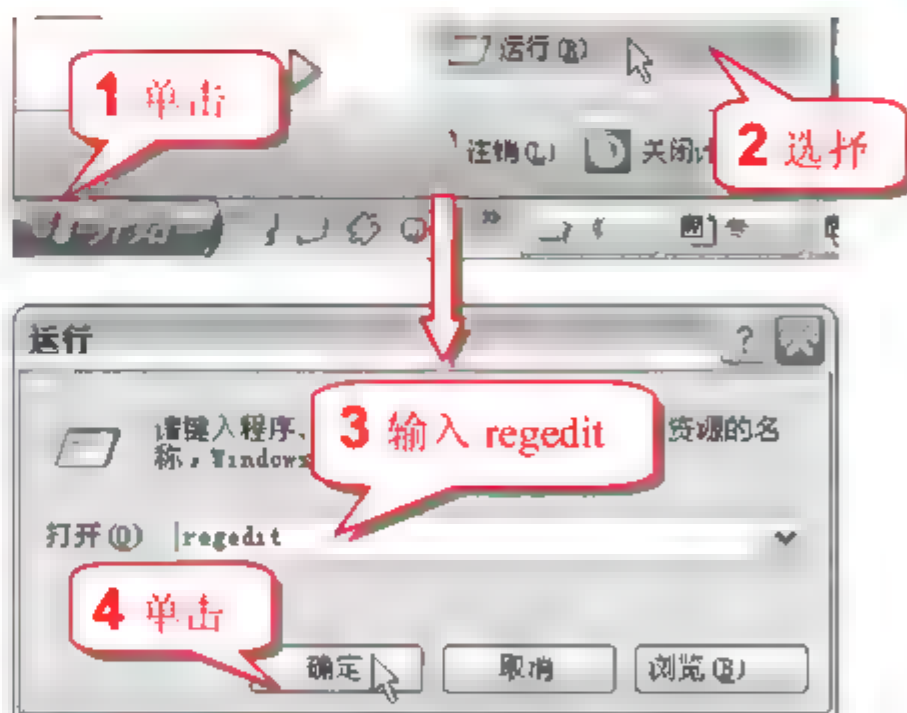 运行(R)
1 单击
注销(L) 关闭计
2 选择
»
运行
?
请键入程序、 资源的名
称，Windows
3 输入 regedit
打开(O) regedit
4 单击
确定 取消 浏览(B)